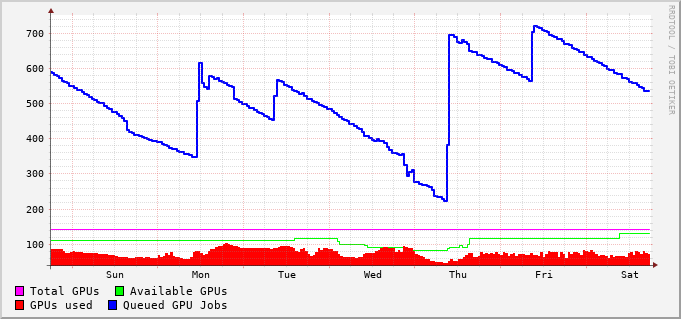 700
600
500
400
300
200
100
Sun Mon Tue Wed Thu Fri Sat
Total GPUs Available GPUs
GPUs used Queued GPU Jobs
RRDTOOL / TOBI OETIKER